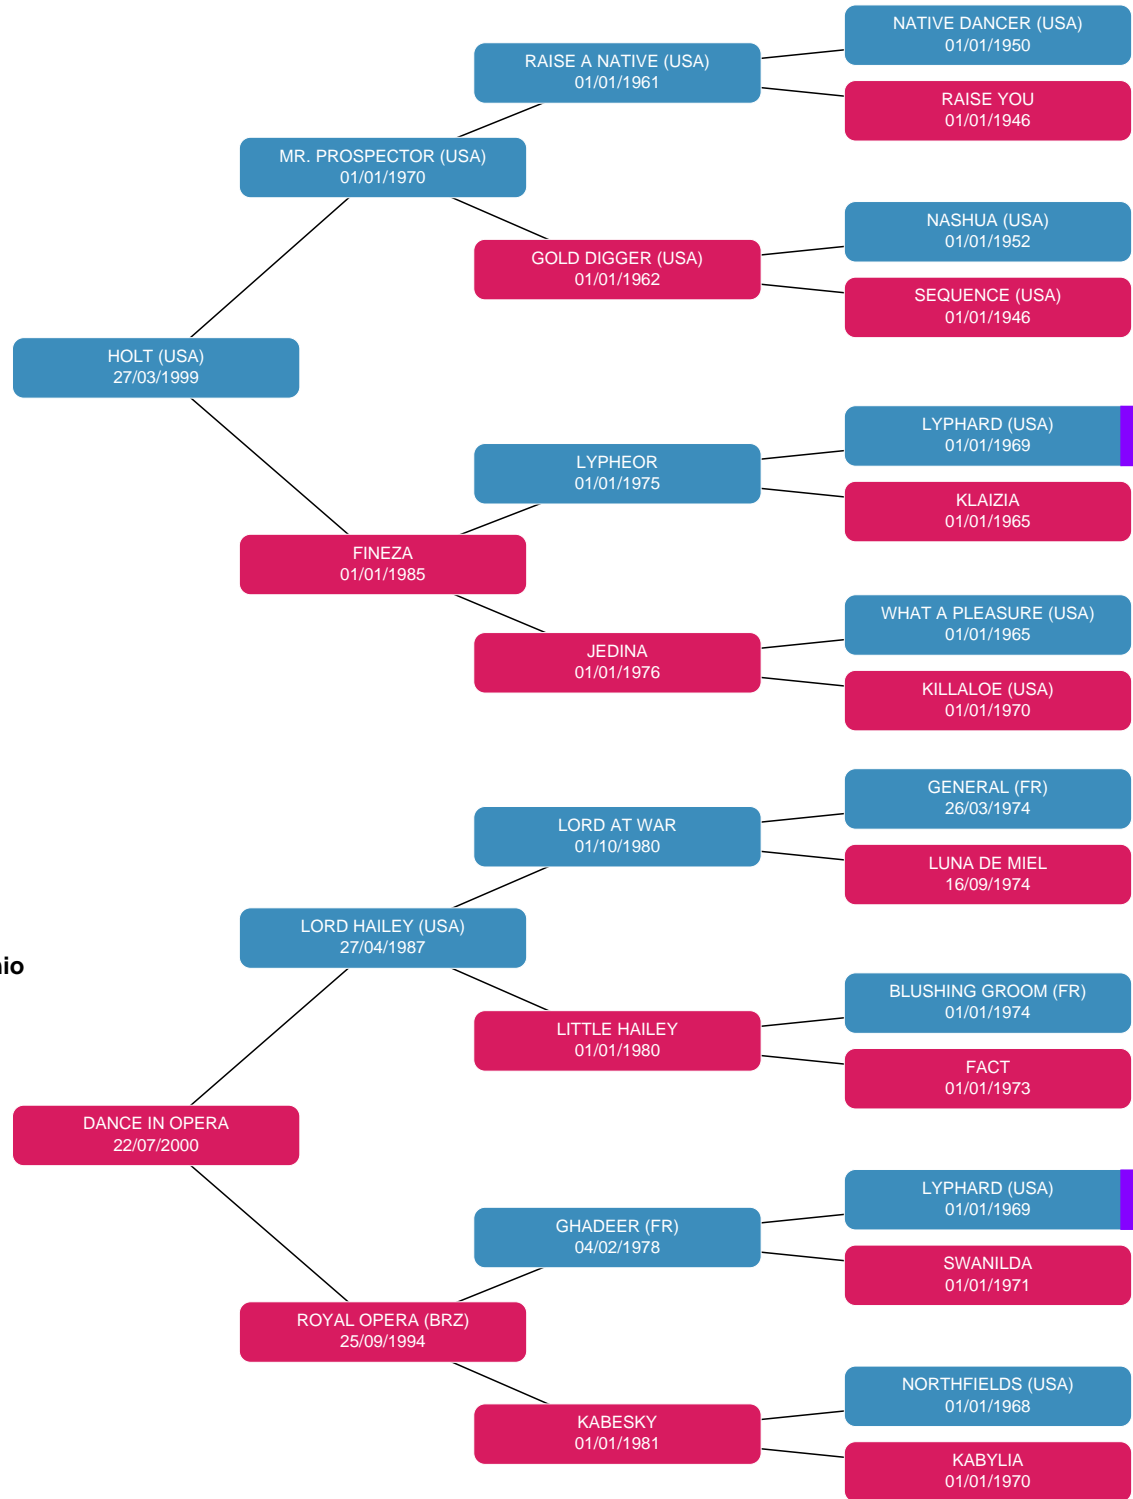 NATIVE DANCER (USA)
01/01/1950
RAISE A NATIVE (USA)
01/01/1961
RAISE YOU
01/01/1946
MR. PROSPECTOR (USA)
01/01/1970
NASHUA (USA)
01/01/1952
GOLD DIGGER (USA)
01/01/1962
SEQUENCE (USA)
01/01/1946
HOLT (USA)
27/03/1999
LYPHARD (USA)
01/01/1969
LYPHEOR
01/01/1975
KLAIZIA
01/01/1965
FINEZA
01/01/1985
WHAT A PLEASURE (USA)
01/01/1965
JEDINA
01/01/1976
KILLALOE (USA)
01/01/1970
GENERAL (FR)
26/03/1974
LORD AT WAR
01/10/1980
LUNA DE MIEL
16/09/1974
LORD HAILEY (USA)
27/04/1987
nio
BLUSHING GROOM (FR)
01/01/1974
LITTLE HAILEY
01/01/1980
FACT
01/01/1973
DANCE IN OPERA
22/07/2000
LYPHARD (USA)
01/01/1969
GHADEER (FR)
04/02/1978
SWANILDA
01/01/1971
ROYAL OPERA (BRZ)
25/09/1994
NORTHFIELDS (USA)
01/01/1968
KABESKY
01/01/1981
KABYLIA
01/01/1970